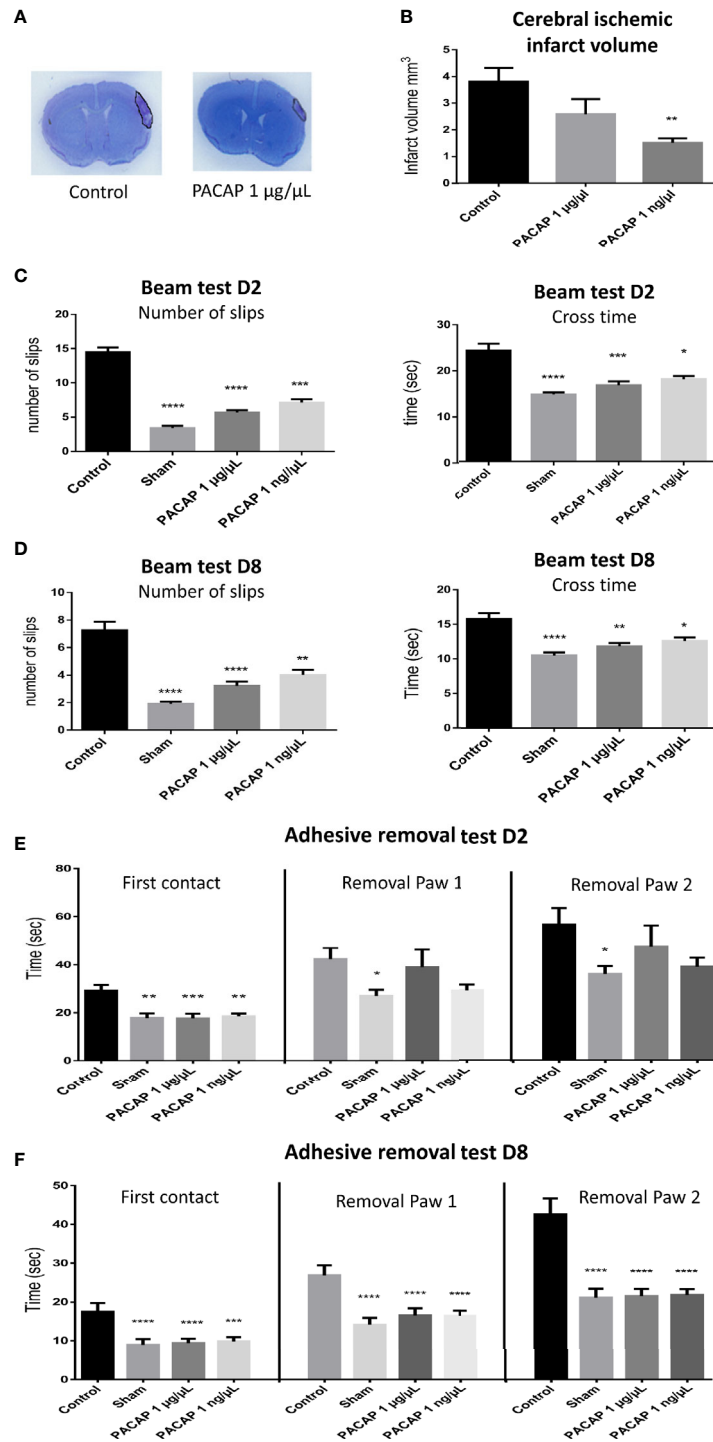 A
Control
PACAP 1 µg/µL
B
Cerebral ischemic
infarct volume
Infarct volume mm³
5
4
3
2
1
0
**
Control
PACAP 1 µg/µl
PACAP 1 ng/µl
C
Beam test D2
Number of slips
number of slips
20
15
10
5
0
****
****
***
Control
Sham
PACAP 1 µg/µL
PACAP 1 ng//µL
Beam test D2
Cross time
time (sec)
30
20
10
0
****
***
*
Control
Sham
PACAP 1 µg/µL
PACAP 1 ng/µL
D
Beam test D8
Number of slips
number of slips
8
6
4
2
0
****
****
**
Control
Sham
PACAP 1 µg/µL
PACAP 1 ng/µL
Beam test D8
Cross time
Time (sec)
20
15
10
5
0
****
**
*
Control
Sham
PACAP 1 µg/µL
PACAP 1 ng/µL
E
Adhesive removal test D2
Time (sec)
80
60
40
20
0
First contact
**
***
**
Control
Sham
PACAP 1 µg/µL
PACAP 1 ng/µL
Removal Paw 1
*
Control
Sham
PACAP 1 µg/µL
PACAP 1 ng/µL
Removal Paw 2
*
Control
Sham
PACAP 1 µg/µL
PACAP 1 ng/µL
F
Adhesive removal test D8
Time (sec)
50
40
30
20
10
0
First contact
****
****
***
Control
Sham
PACAP 1 µg/µL
PACAP 1 ng/µL
Removal Paw 1
****
****
****
Control
Sham
PACAP 1 µg/µL
PACAP 1 ng/µL
Removal Paw 2
****
****
****
Control
Sham
PACAP 1 µg/µL
PACAP 1 ng/µL